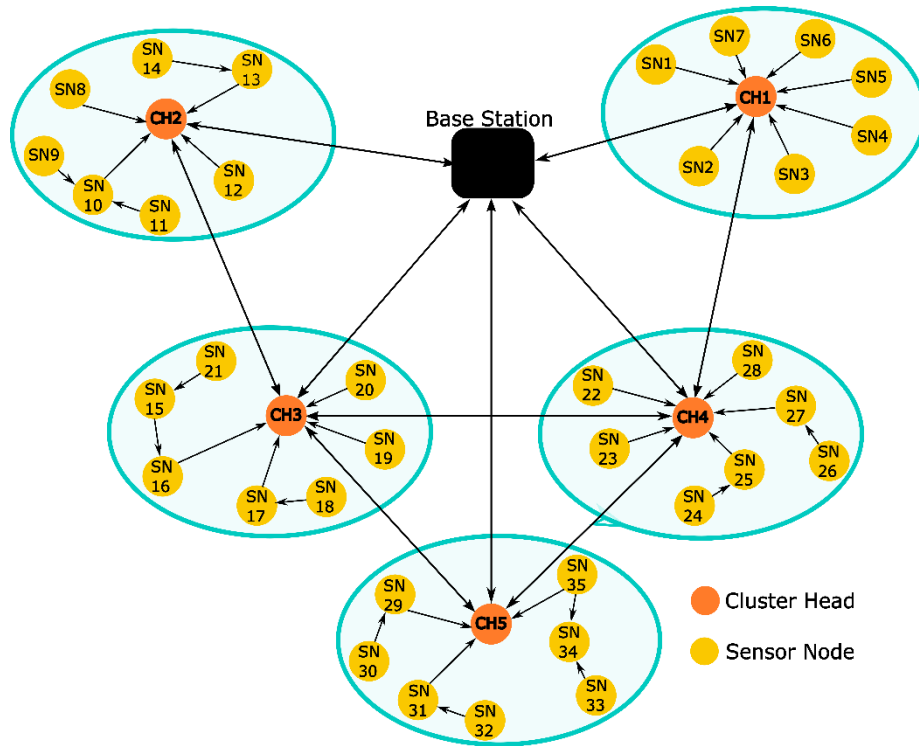 SN7
SN6
SN1
SN5
CH1
SN4
SN2
SN3
SN
14
SN
13
SN8
CH2
SN9
SN
10
SN
11
SN
12
Base Station
SN
21
SN
15
SN
20
CH3
SN
16
SN
19
SN
17
SN
18
SN
28
SN
22
SN
27
CH4
SN
23
SN
25
SN
26
SN
24
SN
35
SN
29
CH5
SN
34
SN
30
SN
31
SN
32
SN
33
Cluster Head
Sensor Node